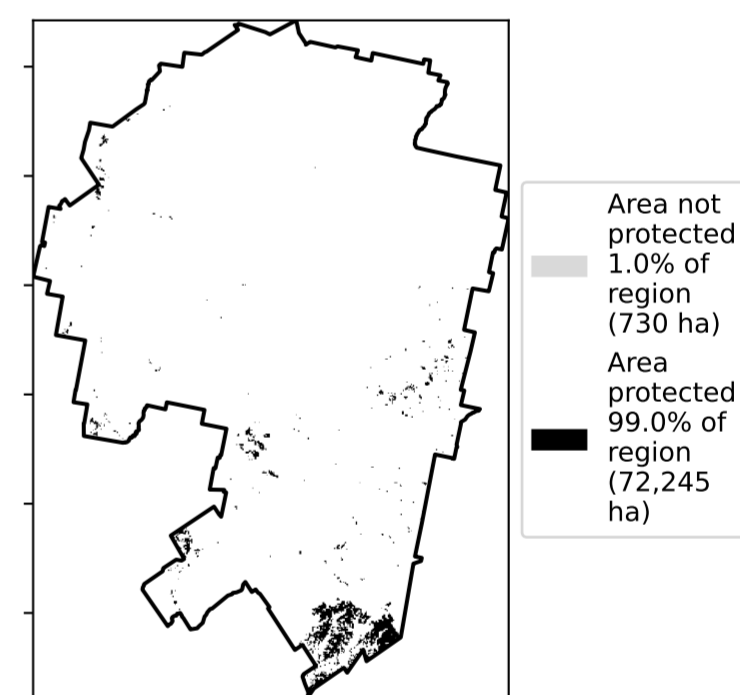 Area not
protected
1.0% of
region
(730 ha)
Area
protected
99.0% of
region
(72,245
ha)